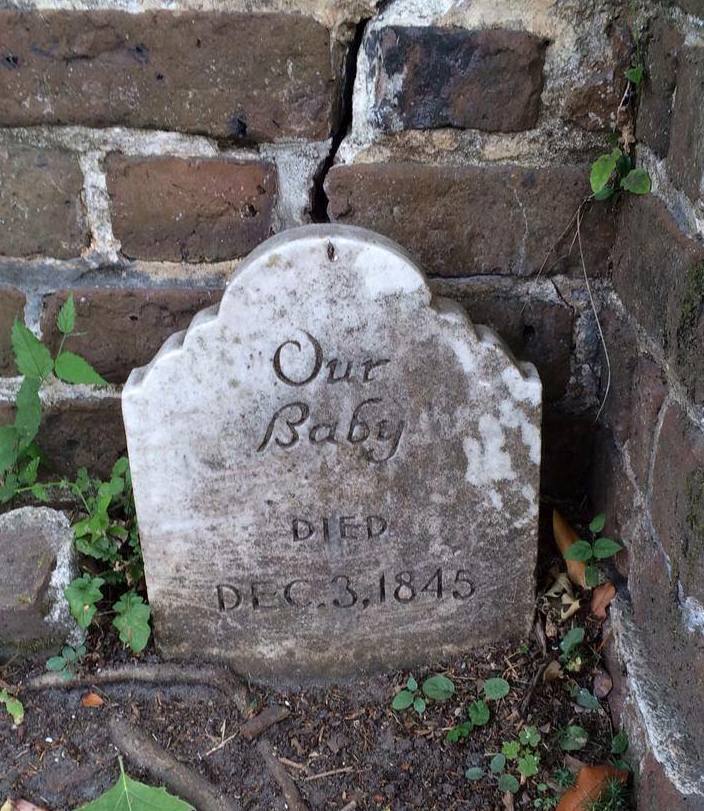 Our
Baby
DIED
DEC. 3, 1845